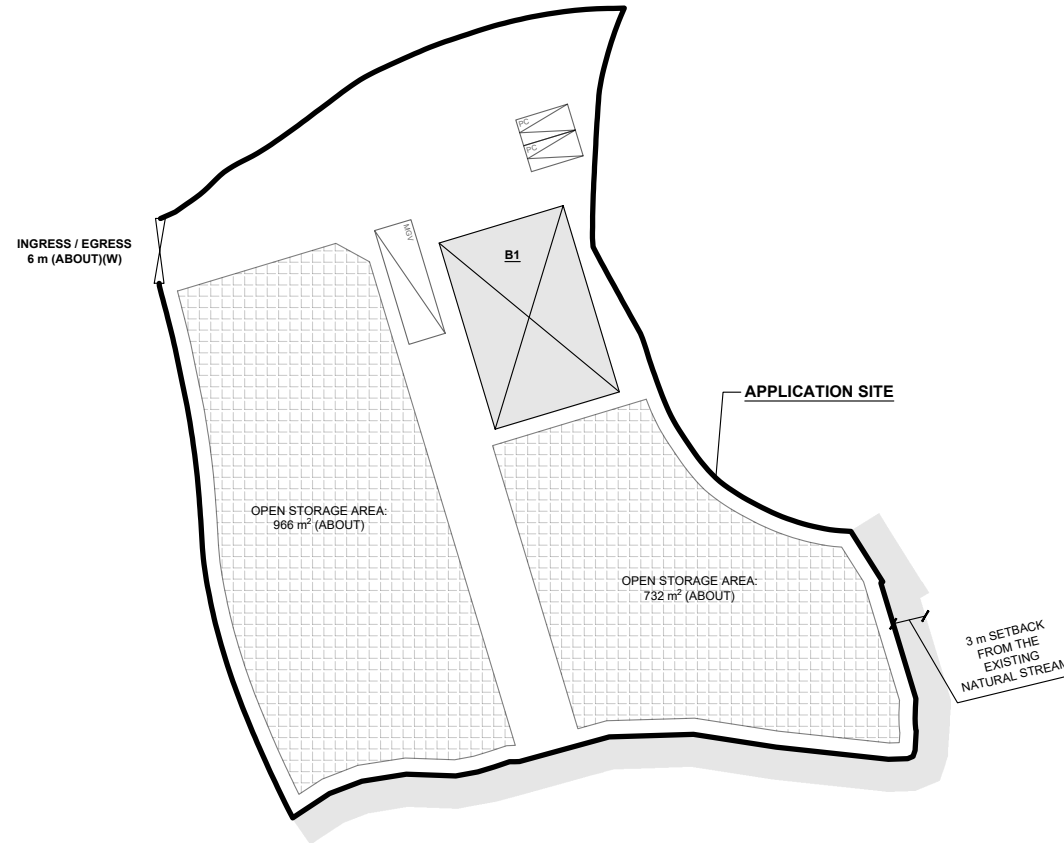 PC
PC
MGV
INGRESS / EGRESS
6 m (ABOUT)(W)
B1
APPLICATION SITE
OPEN STORAGE AREA:
966 m² (ABOUT)
OPEN STORAGE AREA:
732 m² (ABOUT)
3 m SETBACK
FROM THE
EXISTING
NATURAL STREAM